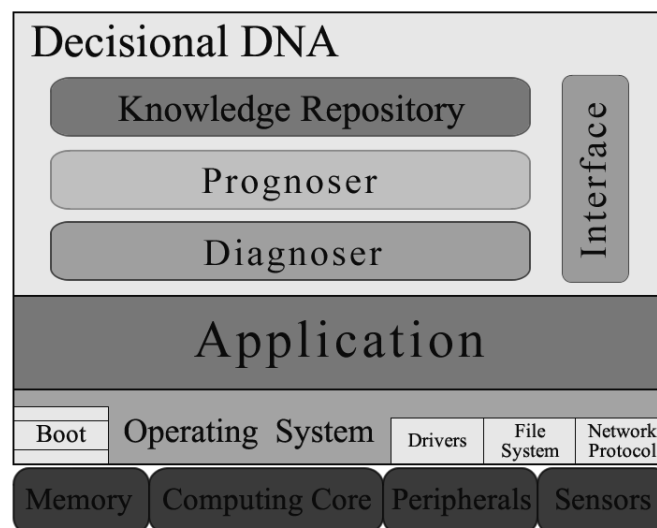 Decisional DNA
Knowledge Repository
Interface
Prognoser
Diagnoser
Application
Boot
Operating System
Drivers
File
System
Network
Protocol
Memory
Computing Core
Peripherals
Sensors